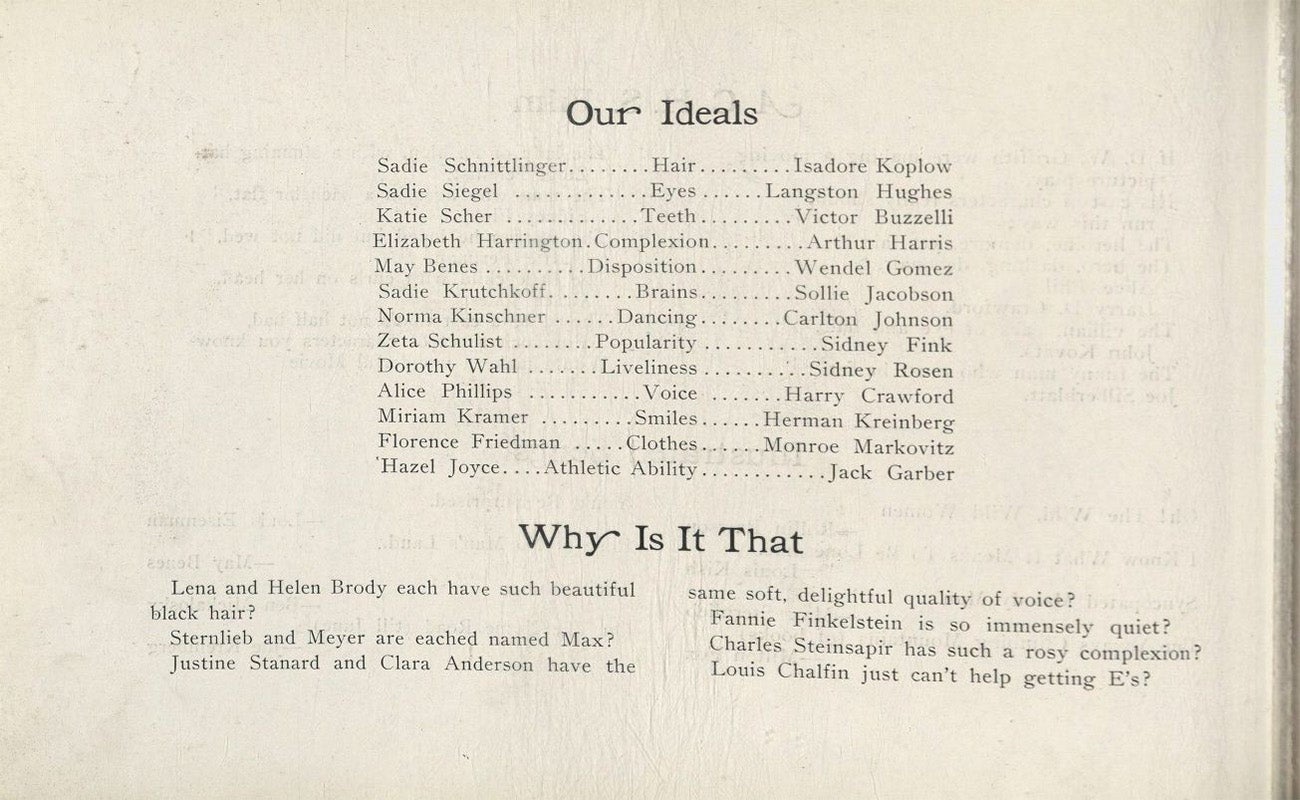 Our Ideals
Sadie Schnittlinger........Hair.........Isadore Koplow
Sadie Siegel ............Eyes......Langston Hughes
Katie Scher ............Teeth.........Victor Buzzelli
Elizabeth Harrington.Complexion.........Arthur Harris
May Benes .........Disposition.........Wendel Gomez
Sadie Krutchkoff........Brains.........Sollie Jacobson
Norma Kinschner ......Dancing........Carlton Johnson
Zeta Schulist ........Popularity ...........Sidney Fink
Dorothy Wahl .......Liveliness ..........Sidney Rosen
Alice Phillips ...........Voice .......Harry Crawford
Miriam Kramer .........Smiles......Herman Kreinberg
Florence Friedman .....Clothes......Monroe Markovitz
Hazel Joyce....Athletic Ability............Jack Garber
Why Is It That
Lena and Helen Brody each have such beautiful
black hair?
Sternlieb and Meyer are eached named Max?
Justine Stanard and Clara Anderson have the
same soft, delightful quality of voice?
Fannie Finkelstein is so immensely quiet?
Charles Steinsapir has such a rosy complexion?
Louis Chalfin just can't help getting E's?